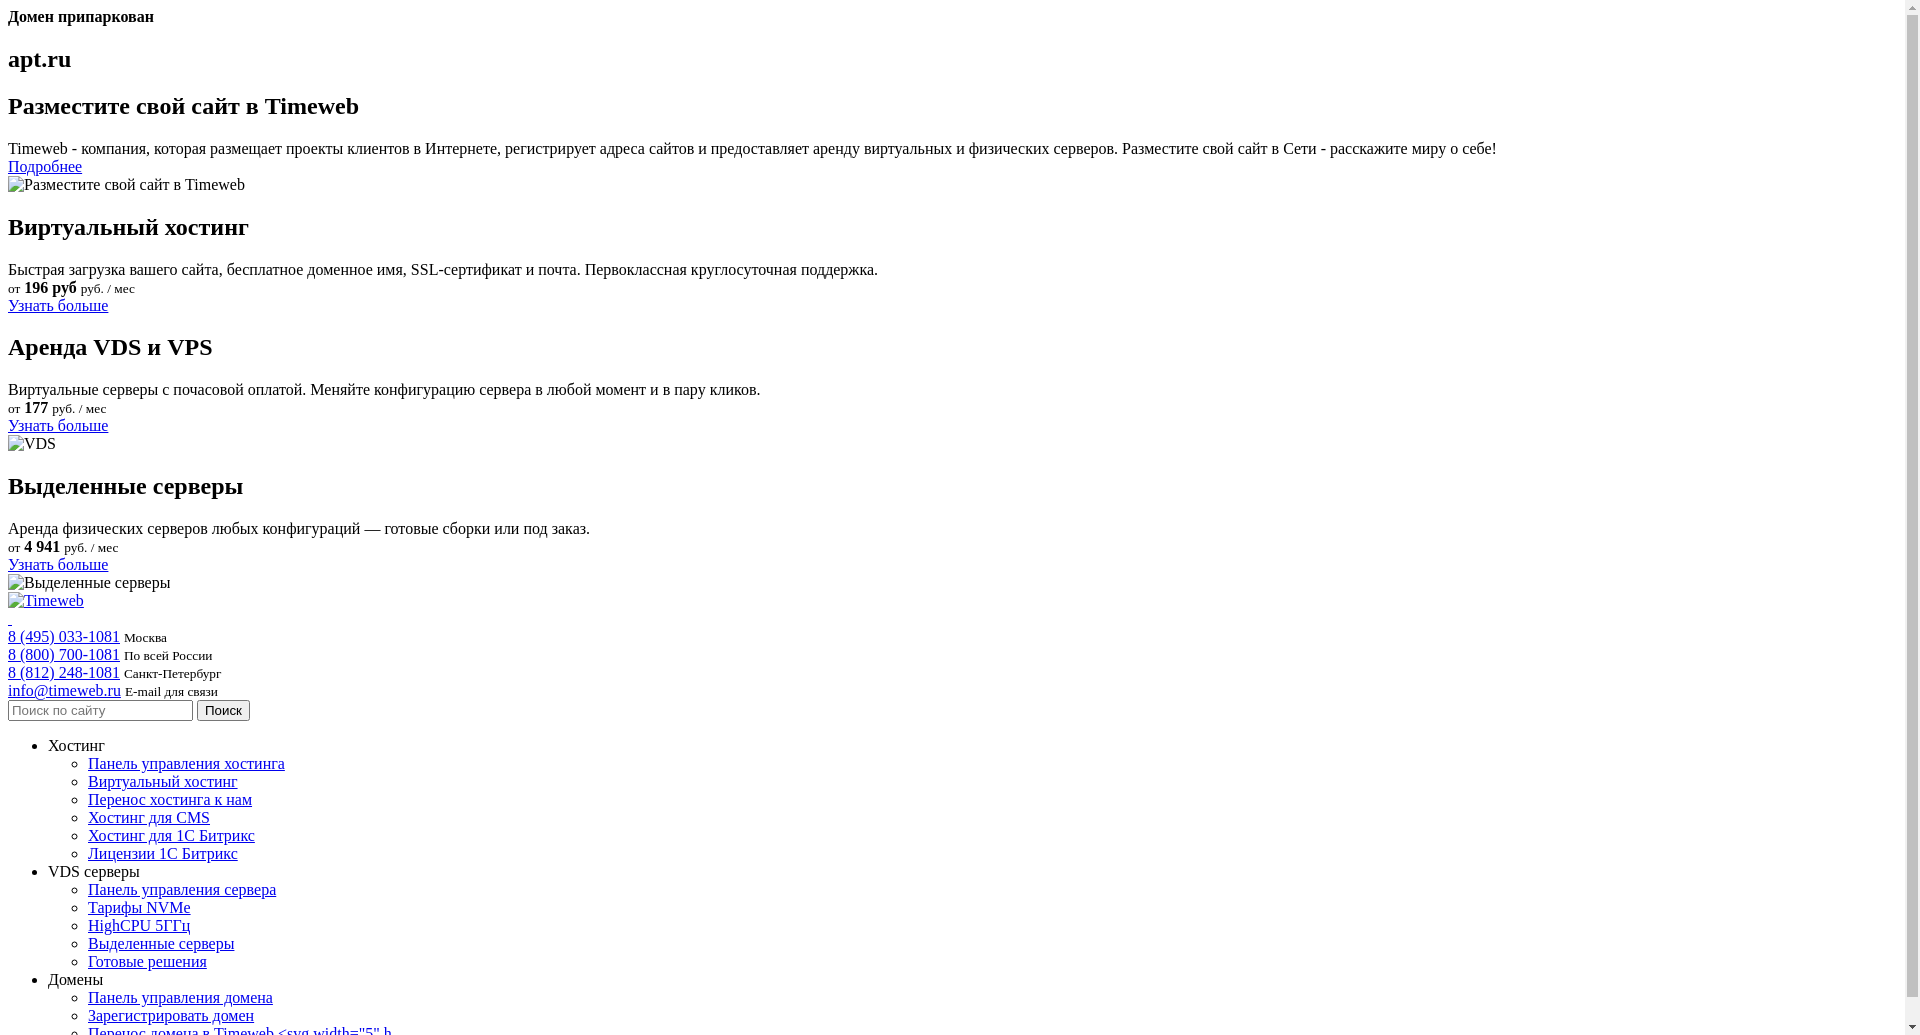 Домен припаркован
apt.ru
Разместите свой сайт в Timeweb
Timeweb - компания, которая размещает проекты клиентов в Интернете, регистрирует адреса сайтов и предоставляет аренду виртуальных и физических серверов. Разместите свой сайт в Сети - расскажите миру о себе!
Подробнее
Разместите свой сайт в Timeweb
Виртуальный хостинг
Быстрая загрузка вашего сайта, бесплатное доменное имя, SSL-сертификат и почта. Первоклассная круглосуточная поддержка.
от 196 руб руб. / мес
Узнать больше
Аренда VDS и VPS
Виртуальные серверы с почасовой оплатой. Меняйте конфигурацию сервера в любой момент и в пару кликов.
от 177 руб. / мес
Узнать больше
VDS
Выделенные серверы
Аренда физических серверов любых конфигураций — готовые сборки или под заказ.
от 4 941 руб. / мес
Узнать больше
Выделенные серверы
Timeweb
8 (495) 033-1081 Москва
8 (800) 700-1081 По всей России
8 (812) 248-1081 Санкт-Петербург
info@timeweb.ru E-mail для связи
Поиск по сайту Поиск
Хостинг
Панель управления хостинга
Виртуальный хостинг
Перенос хостинга к нам
Хостинг для CMS
Хостинг для 1С Битрикс
Лицензии 1С Битрикс
VDS серверы
Панель управления сервера
Тарифы NVMe
HighCPU 5ГГц
Выделенные серверы
Готовые решения
Домены
Панель управления домена
Зарегистрировать домен
Перенос домена в Timeweb <svg width="5" h